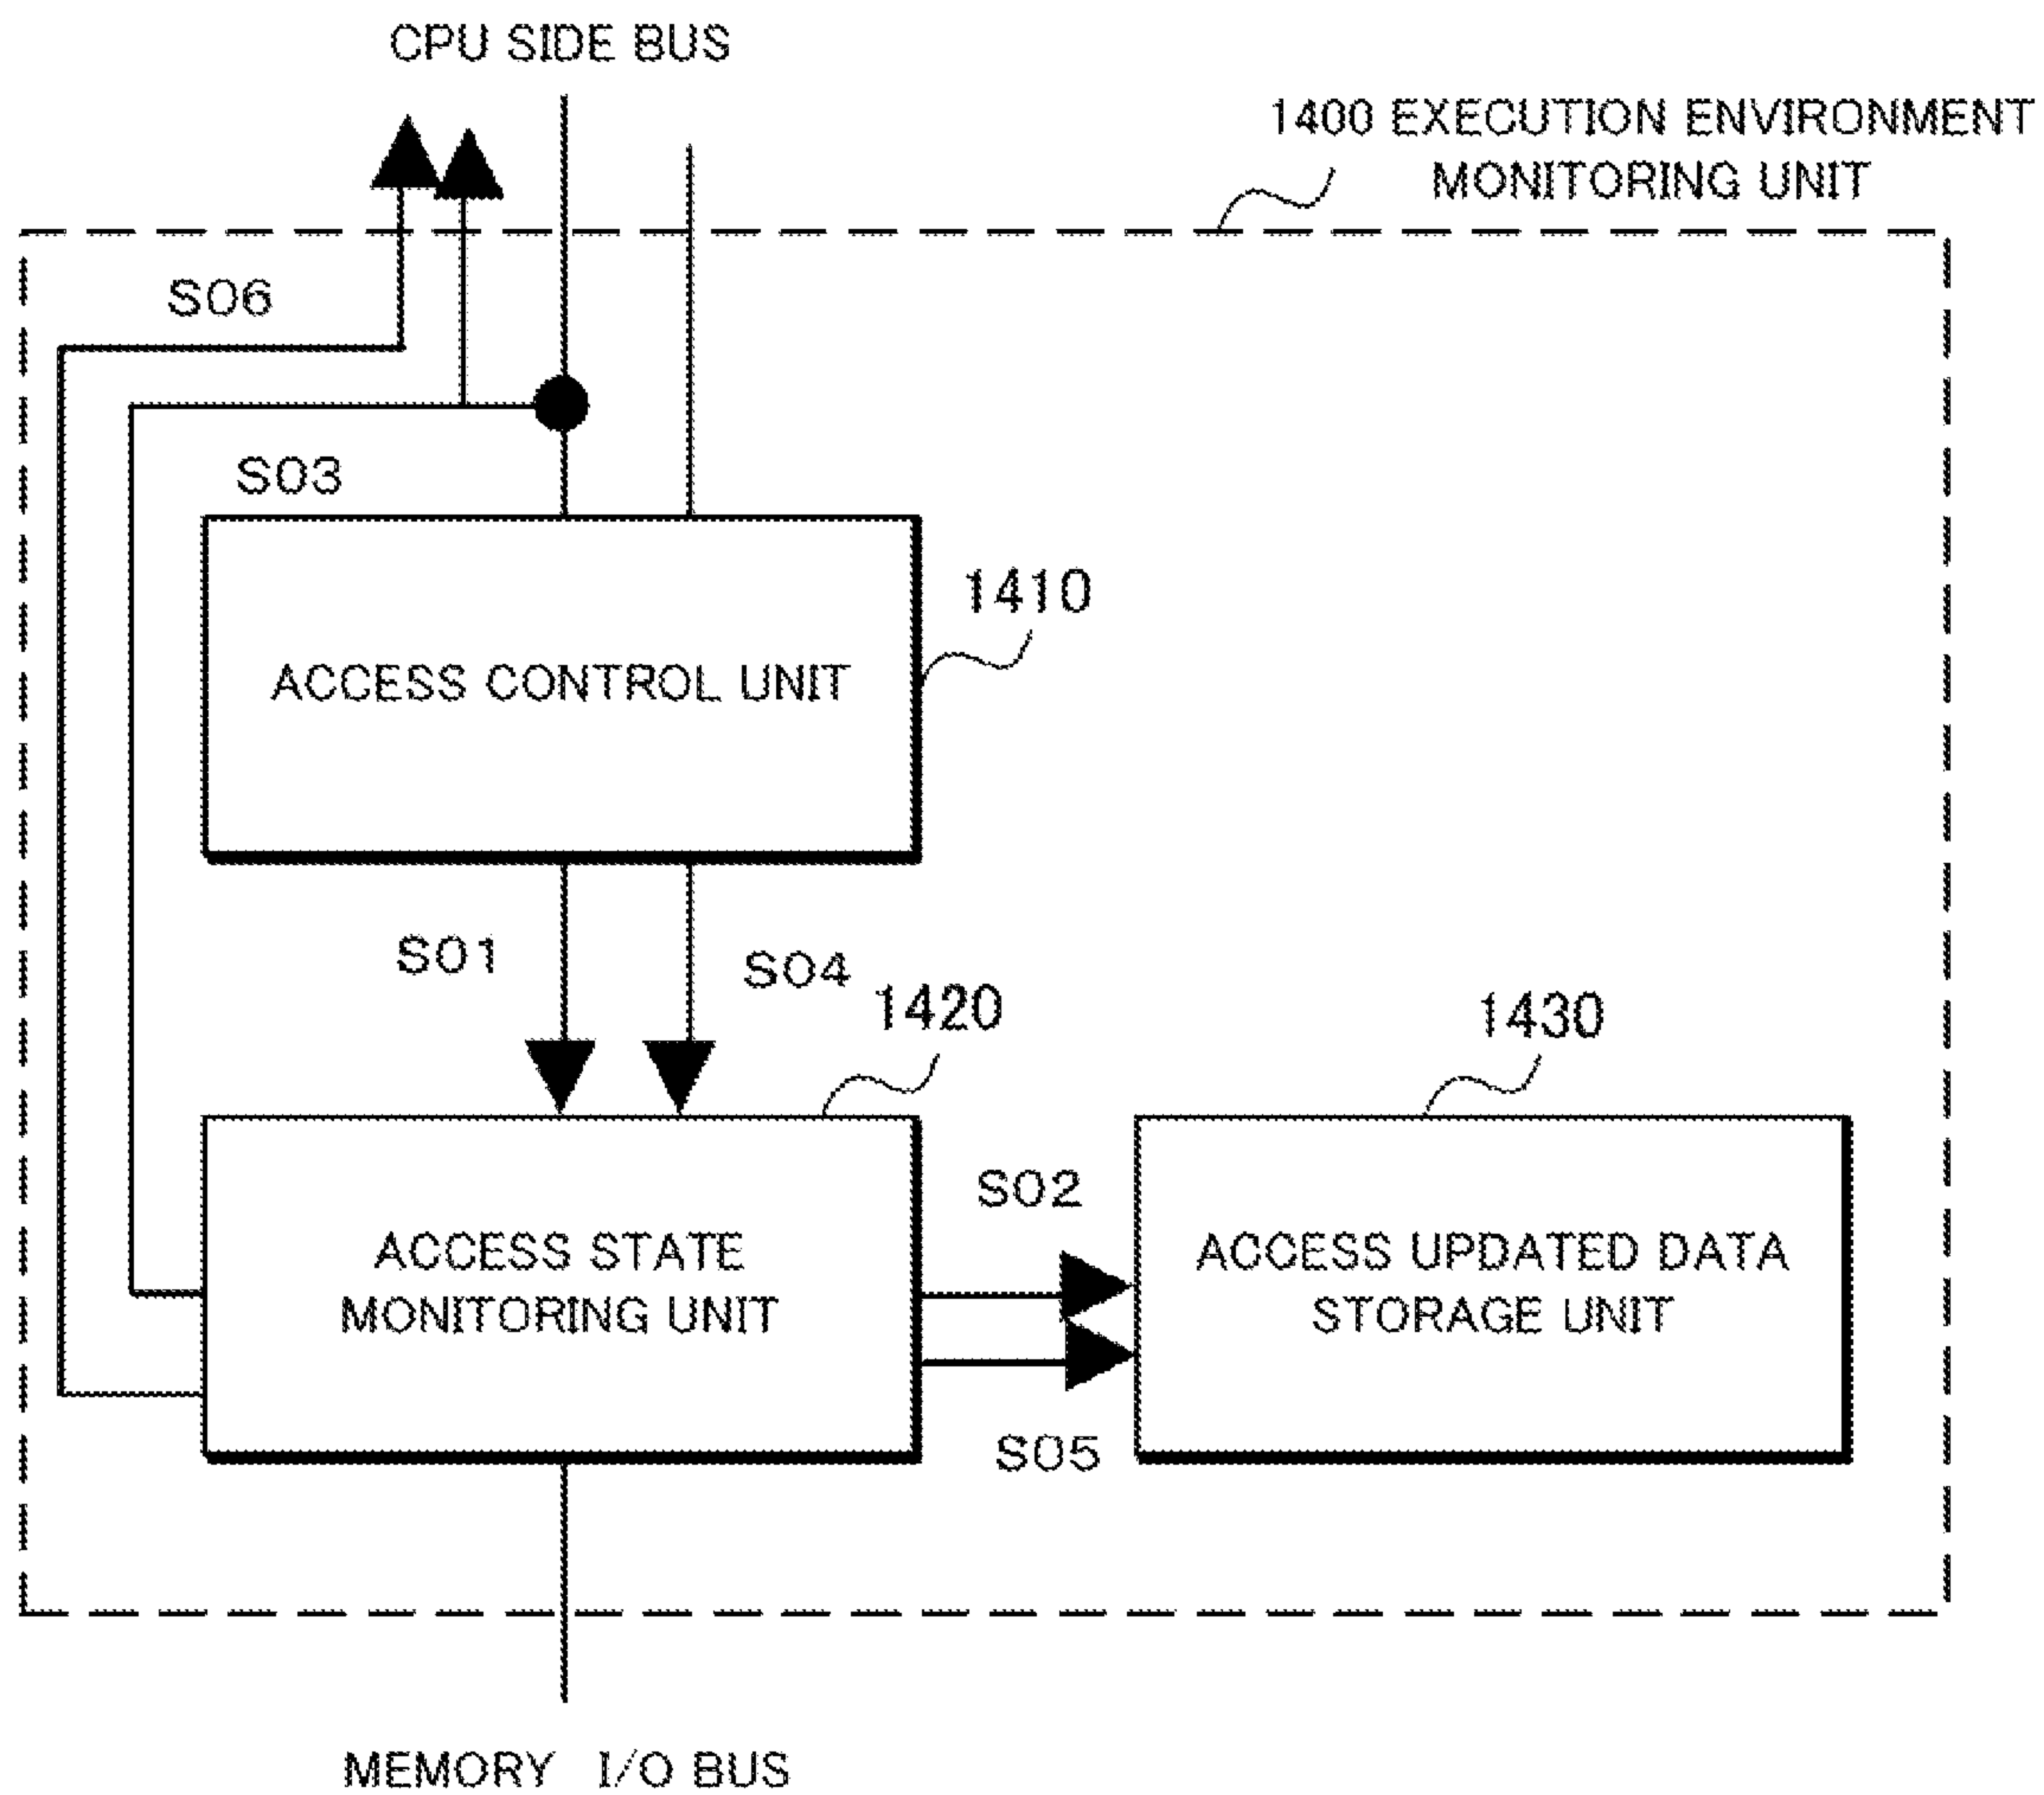 CPU SIDE BUS
1400 EXECUTION ENVIRONMENT
MONITORING UNIT
S06
S03
1410
ACCESS CONTROL UNIT
S01
S04
1420
1430
S02
ACCESS STATE
MONITORING UNIT
ACCESS UPDATED DATA
STORAGE UNIT
S05
MEMORY I/O BUS